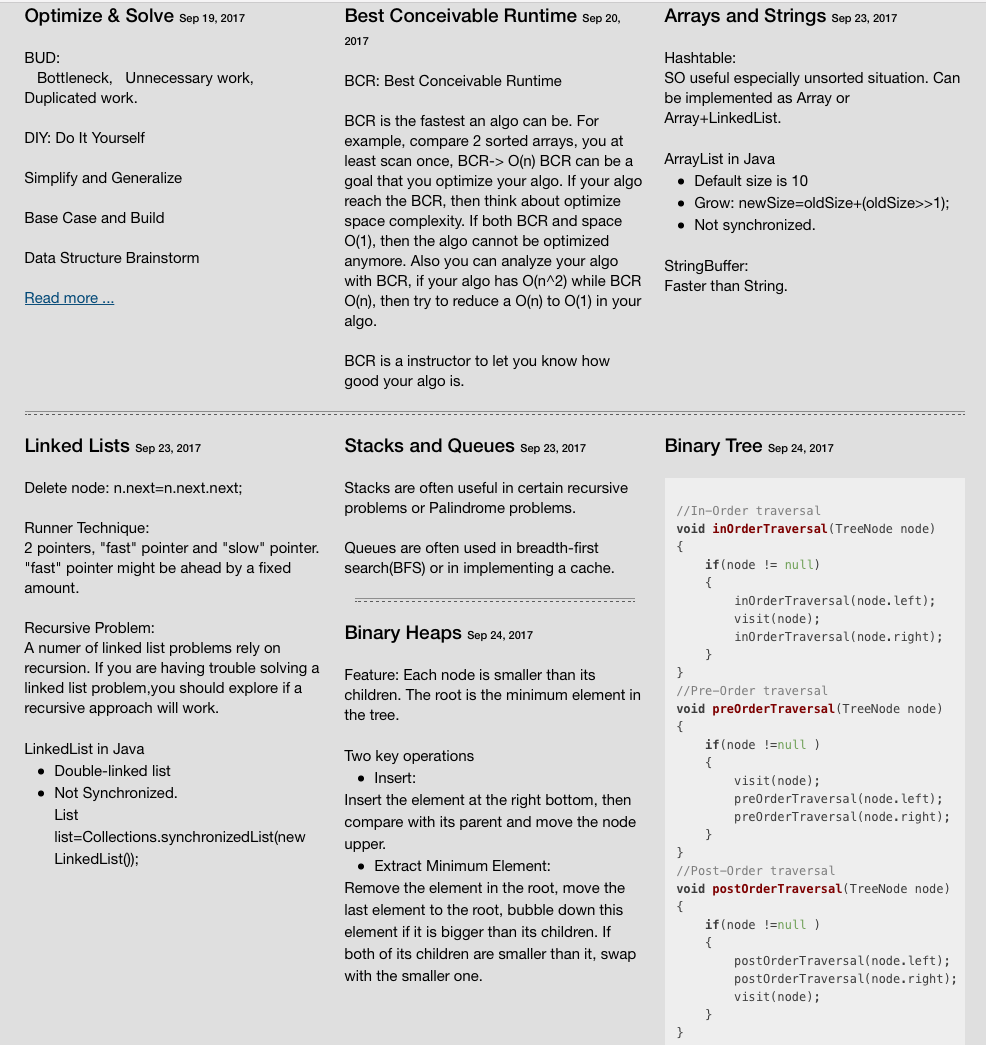 Optimize & Solve Sep 19, 2017
BUD:
Bottleneck, Unnecessary work,
Duplicated work.
DIY: Do It Yourself
Simplify and Generalize
Base Case and Build
Data Structure Brainstorm
Read more ...
Best Conceivable Runtime Sep 20,
2017
BCR: Best Conceivable Runtime
BCR is the fastest an algo can be. For
example, compare 2 sorted arrays, you at
least scan once, BCR-> O(n) BCR can be a
goal that you optimize your algo. If your algo
reach the BCR, then think about optimize
space complexity. If both BCR and space
O(1), then the algo cannot be optimized
anymore. Also you can analyze your algo
with BCR, if your algo has O(n^2) while BCR
O(n), then try to reduce a O(n) to O(1) in your
algo.
BCR is a instructor to let you know how
good your algo is.
Arrays and Strings Sep 23, 2017
Hashtable:
SO useful especially unsorted situation. Can
be implemented as Array or
Array+LinkedList.
ArrayList in Java
• Default size is 10
• Grow: newSize=oldSize+(oldSize>>1);
• Not synchronized.
StringBuffer:
Faster than String.
Linked Lists Sep 23, 2017
Delete node: n.next=n.next.next;
Runner Technique:
2 pointers, "fast" pointer and "slow" pointer.
"fast" pointer might be ahead by a fixed
amount.
Recursive Problem:
A numer of linked list problems rely on
recursion. If you are having trouble solving a
linked list problem,you should explore if a
recursive approach will work.
LinkedList in Java
• Double-linked list
• Not Synchronized.
List
list=Collections.synchronizedList(new
LinkedList());
Stacks and Queues Sep 23, 2017
Stacks are often useful in certain recursive
problems or Palindrome problems.
Queues are often used in breadth-first
search(BFS) or in implementing a cache.
Binary Heaps Sep 24, 2017
Feature: Each node is smaller than its
children. The root is the minimum element in
the tree.
Two key operations
• Insert:
Insert the element at the right bottom, then
compare with its parent and move the node
upper.
• Extract Minimum Element:
Remove the element in the root, move the
last element to the root, bubble down this
element if it is bigger than its children. If
both of its children are smaller than it, swap
with the smaller one.
Binary Tree Sep 24, 2017
//In-Order traversal
void inOrderTraversal(TreeNode node)
{
if(node != null)
{
inOrderTraversal(node.left);
visit(node);
inOrderTraversal(node.right);
}
}
//Pre-Order traversal
void preOrderTraversal(TreeNode node)
{
if(node !=null )
{
visit(node);
preOrderTraversal(node.left);
preOrderTraversal(node.right);
}
}
//Post-Order traversal
void postOrderTraversal(TreeNode node)
{
if(node !=null )
{
postOrderTraversal(node.left);
postOrderTraversal(node.right);
visit(node);
}
}